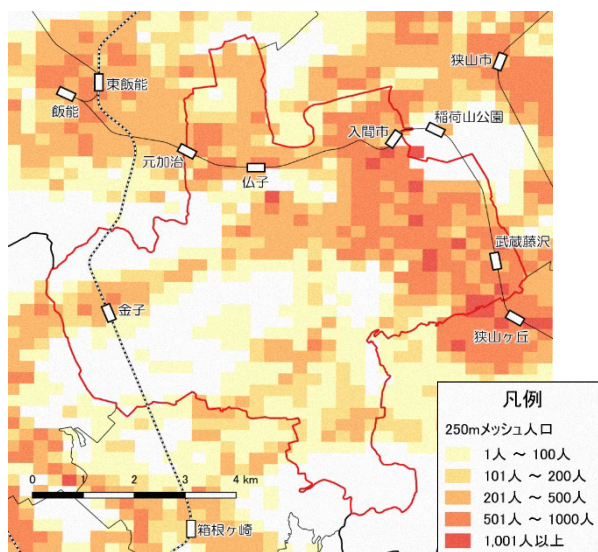 東飯能
飯能
狭山市
稲荷山公園
入間市
元加治
仏子
武蔵藤沢
金子
狭山ヶ丘
凡例
250mメッシュ人口
1人 ～ 100人
101人 ～ 200人
201人 ～ 500人
501人 ～ 1000人
1,001人以上
0 1 2 3 4 km
箱根ヶ崎